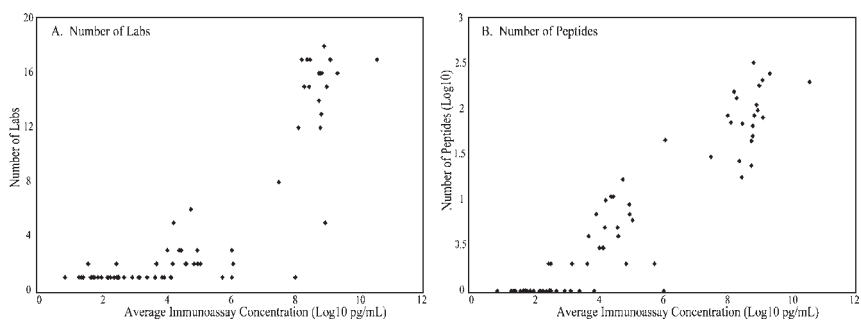 A. Number of Labs
Number of Labs
20
16
12
8
2
0
0 2 4 6 8 10 12
Average Immunoassay Concentration (Log10 pg/mL)
B. Number of Peptides
Number of Peptides (Log10)
3
2.5
2
1.5
1
3.5
0
0 2 4 6 8 10 12
Average Immunoassay Concentration (Log10 pg/mL)